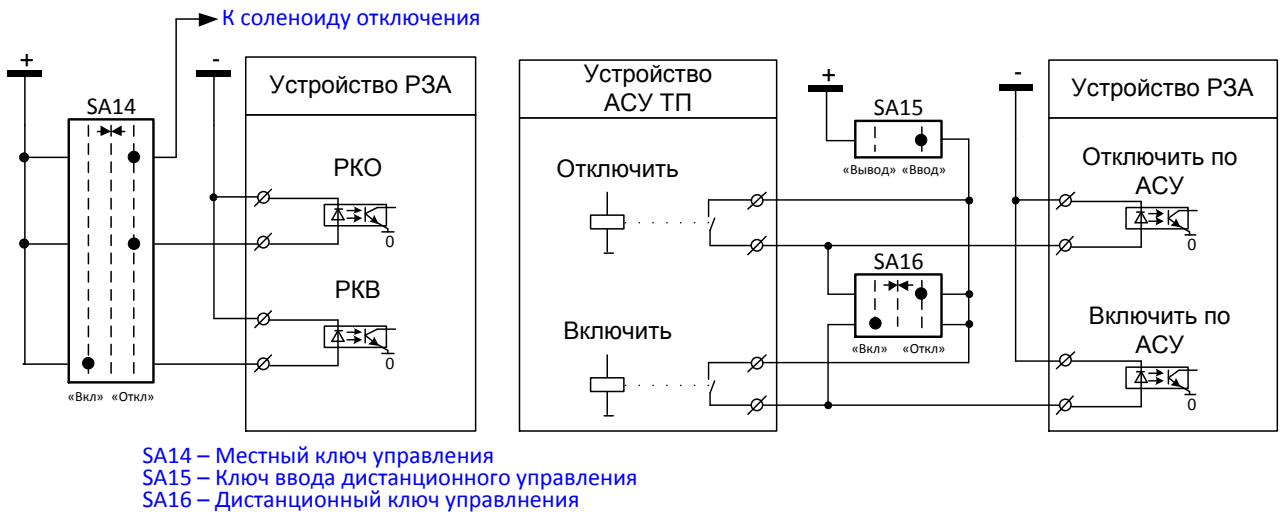 К соленоиду отключения
+
-
SA14
Устройство РЗА
РКО
0
РКВ
0
«Вкл» «Откл»
Устройство
АСУ ТП
Отключить
Включить
+
SA15
«Вывод» «Ввод»
SA16
«Вкл» «Откл»
-
Устройство РЗА
Отключить по
АСУ
0
Включить по
АСУ
0
SA14 – Местный ключ управления
SA15 – Ключ ввода дистанционного управления
SA16 – Дистанционный ключ управлнения